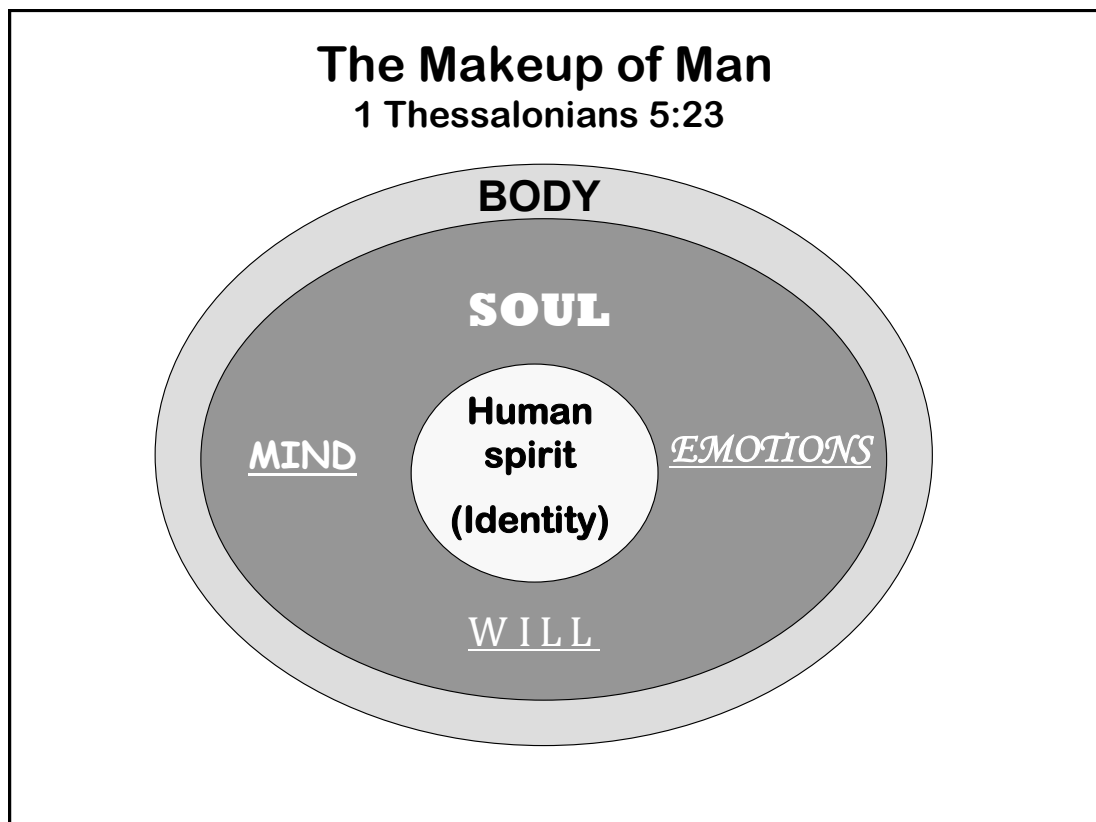 The Makeup of Man
1 Thessalonians 5:23
BODY
SOUL
Human
spirit
(Identity)
MIND
EMOTIONS
WILL